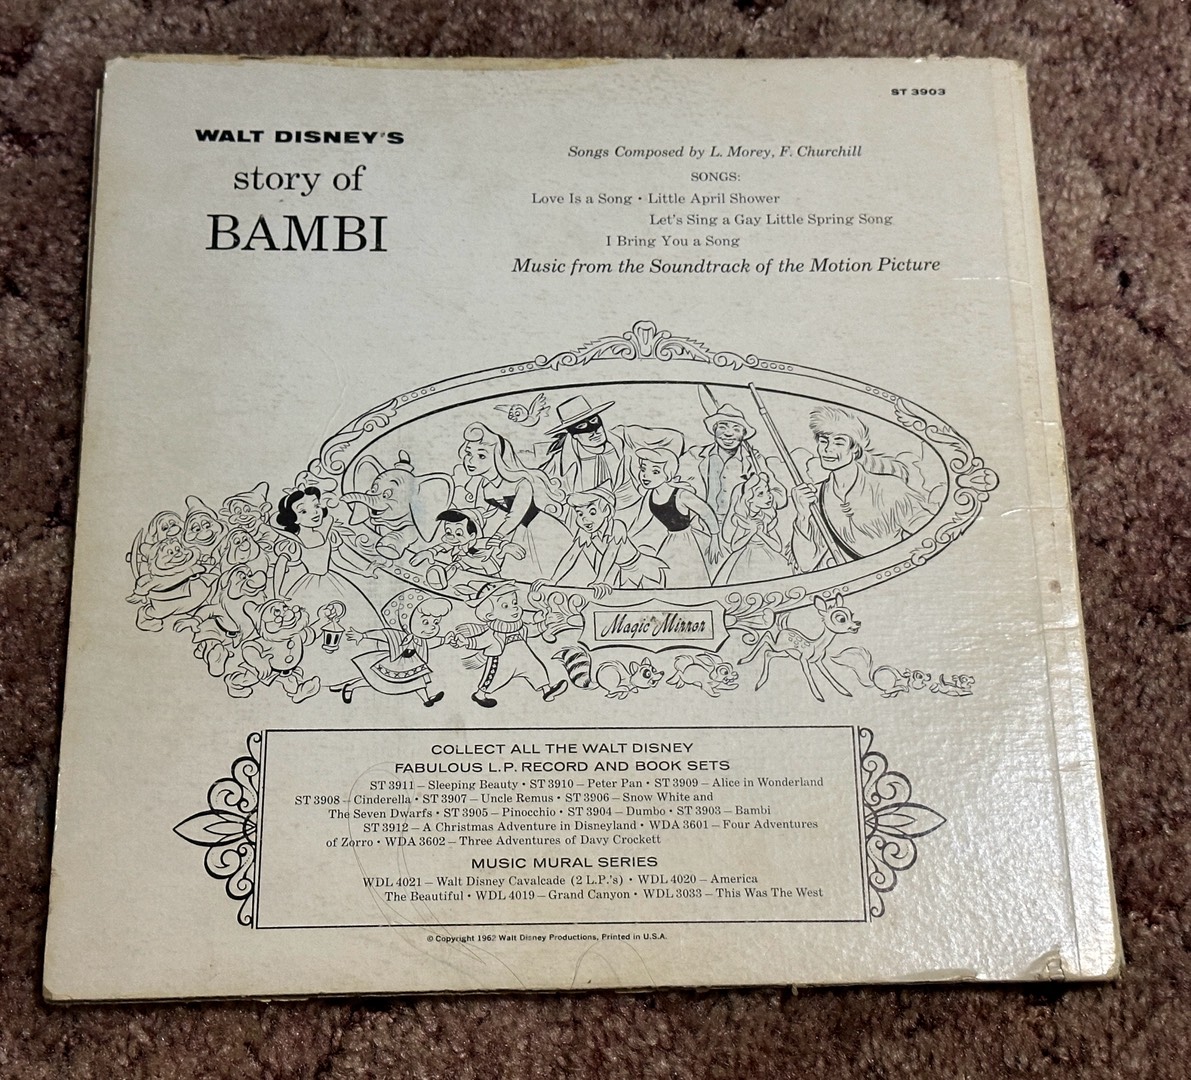 ST 3903
WALT DISNEY'S
story of
BAMBI
Songs Composed by L. Morey, F. Churchill
SONGS:
Love Is a Song • Little April Shower
Let's Sing a Gay Little Spring Song
I Bring You a Song
Music from the Soundtrack of the Motion Picture
Magic Mirror
COLLECT ALL THE WALT DISNEY
FABULOUS L.P. RECORD AND BOOK SETS
ST 3911 – Sleeping Beauty • ST 3910 – Peter Pan • ST 3909 – Alice in Wonderland
ST 3908 – Cinderella • ST 3907 – Uncle Remus • ST 3906 – Snow White and
The Seven Dwarfs • ST 3905 – Pinocchio • ST 3904 – Dumbo • ST 3903 – Bambi
ST 3912 – A Christmas Adventure in Disneyland • WDA 3601 – Four Adventures
of Zorro • WDA 3602 – Three Adventures of Davy Crockett
MUSIC MURAL SERIES
WDL 4021 – Walt Disney Cavalcade (2 L.P.'s) • WDL 4020 – America
The Beautiful • WDL 4019 – Grand Canyon • WDL 3033 – This Was The West
© Copyright 1962 Walt Disney Productions, Printed in U.S.A.